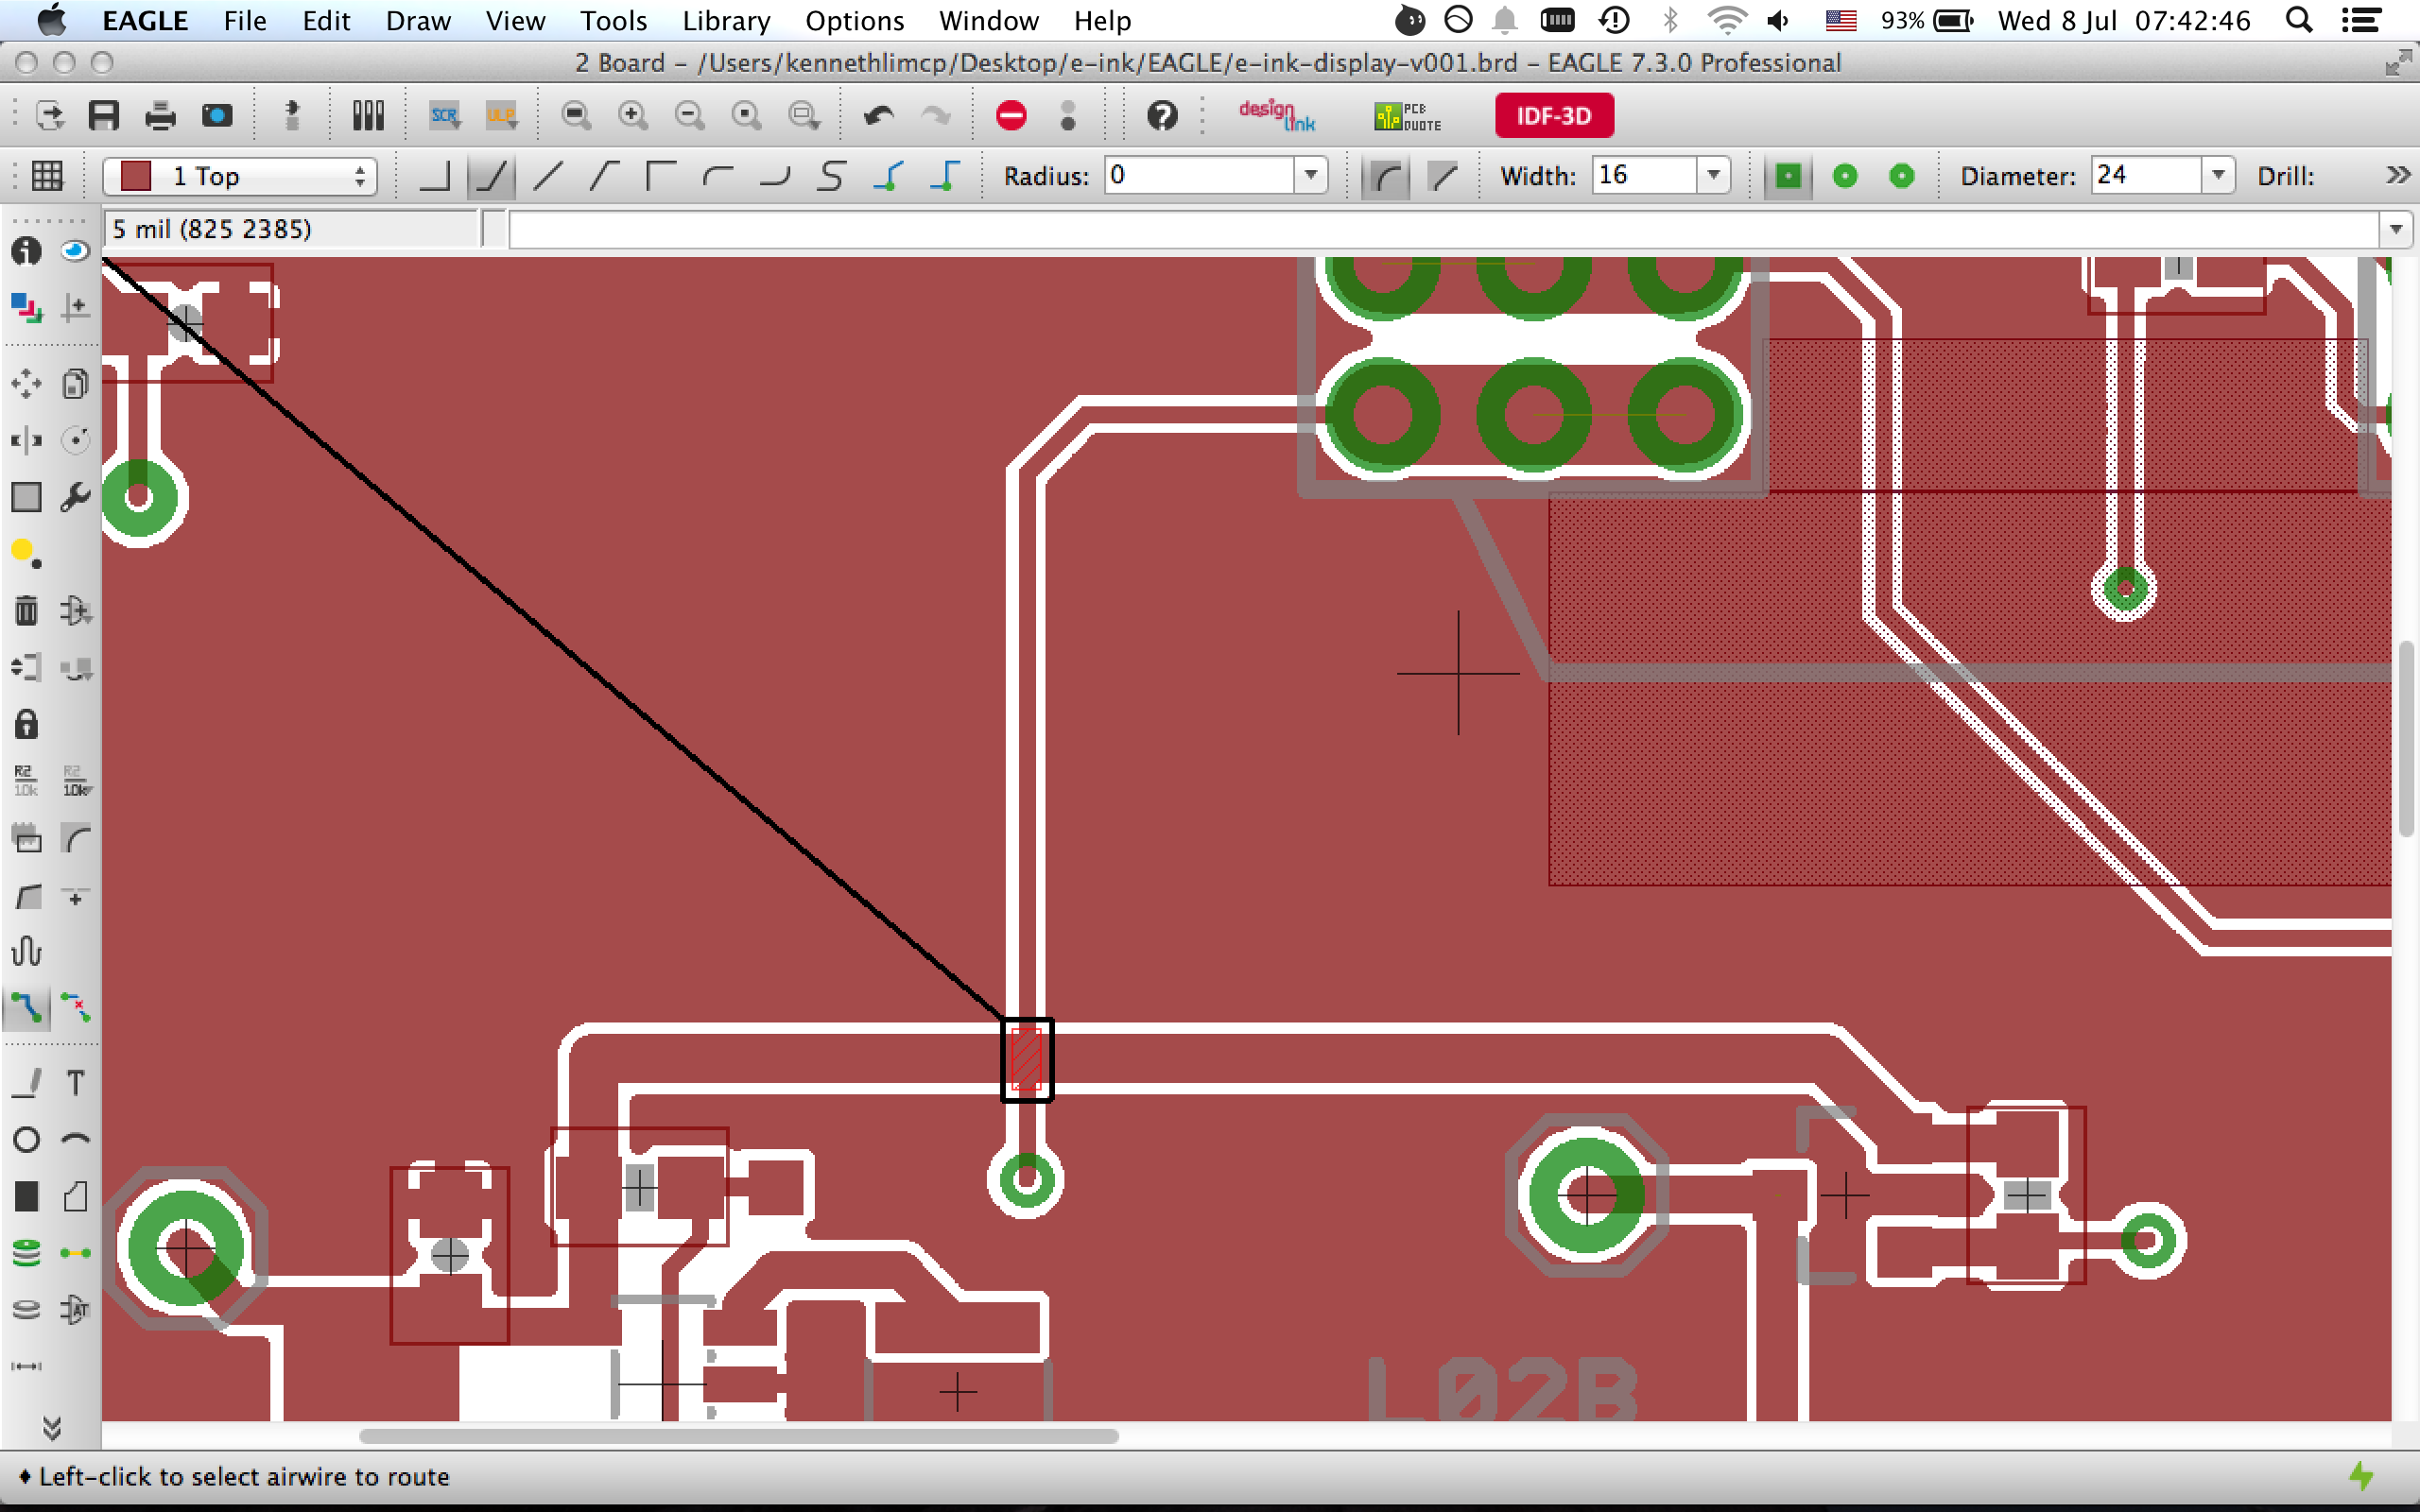 EAGLE File Edit Draw View Tools Library Options Window Help 93% Wed 8 Jul 07:42:46
2 Board - /Users/kennethlimcp/Desktop/e-ink/EAGLE/e-ink-display-v001.brd - EAGLE 7.3.0 Professional
SCR ULP design link PCB QUOTE IDF-3D
1 Top Radius: 0 Width: 16 Diameter: 24 Drill: »
5 mil (825 2385)
R2 10k R2 10k
T
AT
L02B
Left-click to select airwire to route